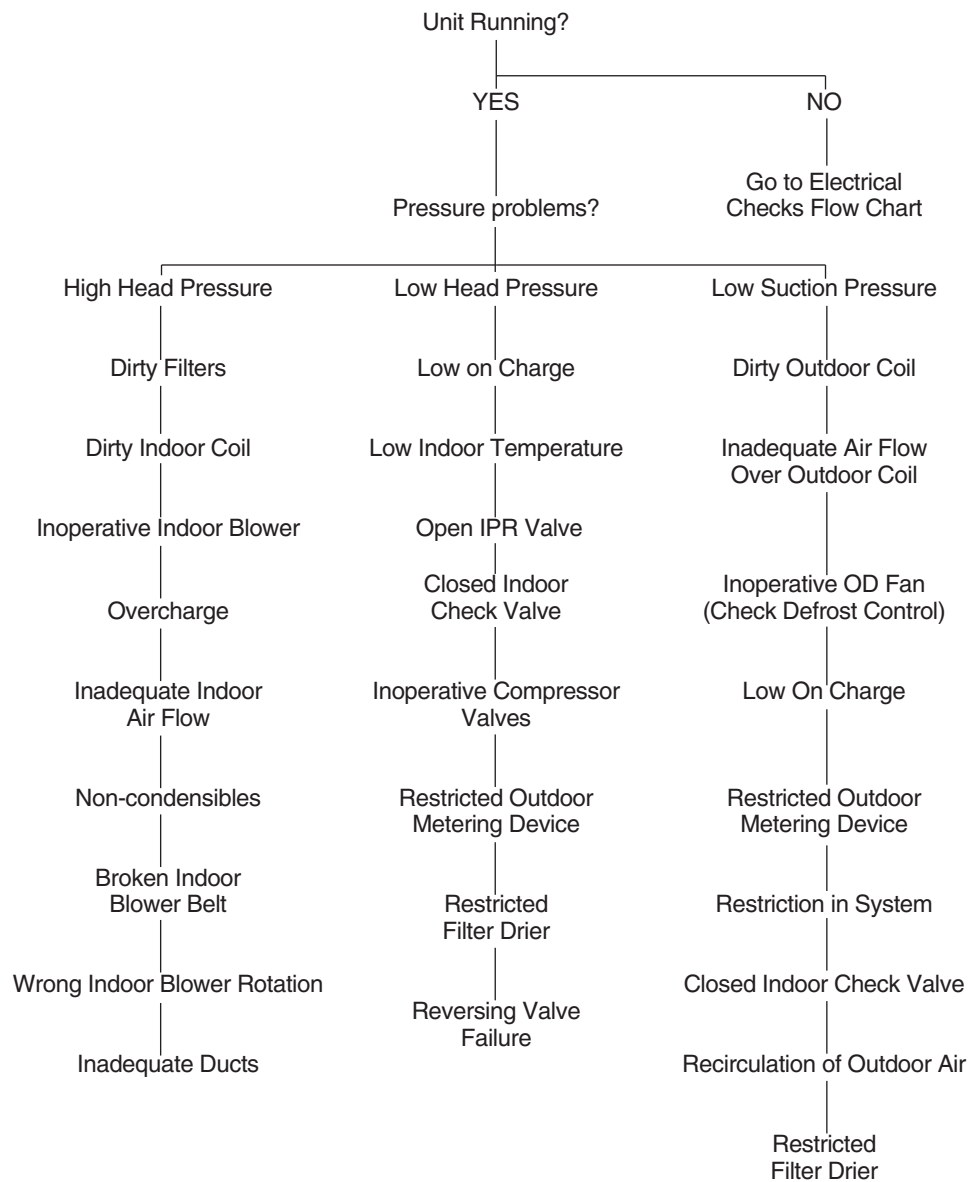 Unit Running?
YES
NO
Pressure problems?
Go to Electrical
Checks Flow Chart
High Head Pressure
Dirty Filters
Dirty Indoor Coil
Inoperative Indoor Blower
Overcharge
Inadequate Indoor
Air Flow
Non-condensibles
Broken Indoor
Blower Belt
Wrong Indoor Blower Rotation
Inadequate Ducts
Low Head Pressure
Low on Charge
Low Indoor Temperature
Open IPR Valve
Closed Indoor
Check Valve
Inoperative Compressor
Valves
Restricted Outdoor
Metering Device
Restricted
Filter Drier
Reversing Valve
Failure
Low Suction Pressure
Dirty Outdoor Coil
Inadequate Air Flow
Over Outdoor Coil
Inoperative OD Fan
(Check Defrost Control)
Low On Charge
Restricted Outdoor
Metering Device
Restriction in System
Closed Indoor Check Valve
Recirculation of Outdoor Air
Restricted
Filter Drier